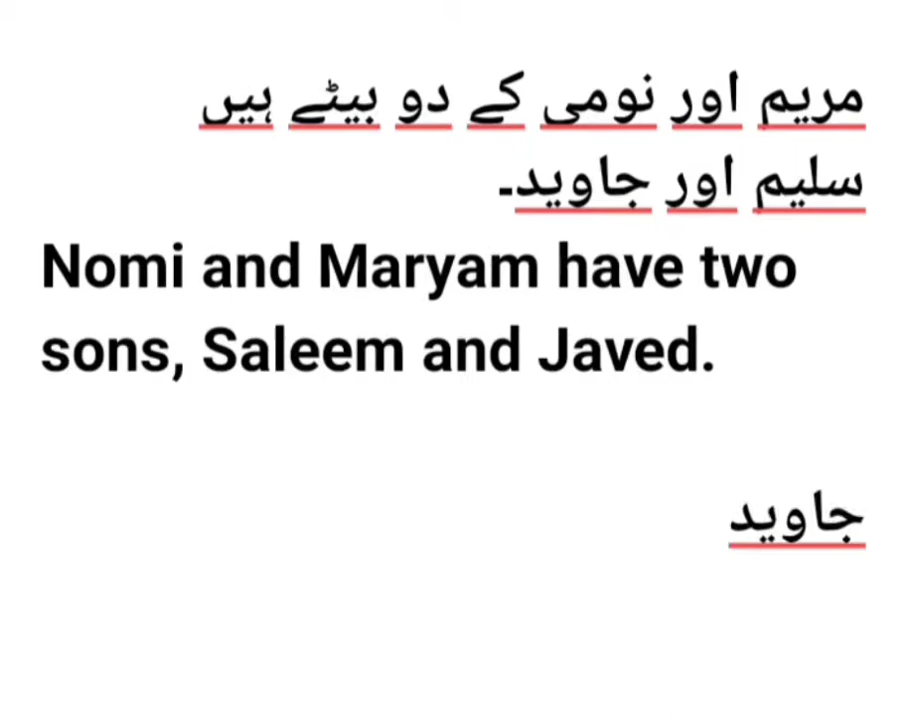 مریم اور نومی کے دو بیٹے ہیں
سلیم اور جاوید۔
Nomi and Maryam have two
sons, Saleem and Javed.
جاوید